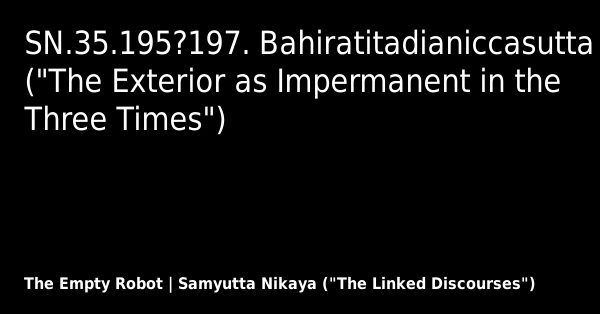 SN.35.195?197. Bahiratitadianiccasutta
("The Exterior as Impermanent in the
Three Times")
The Empty Robot | Samyutta Nikaya ("The Linked Discourses")